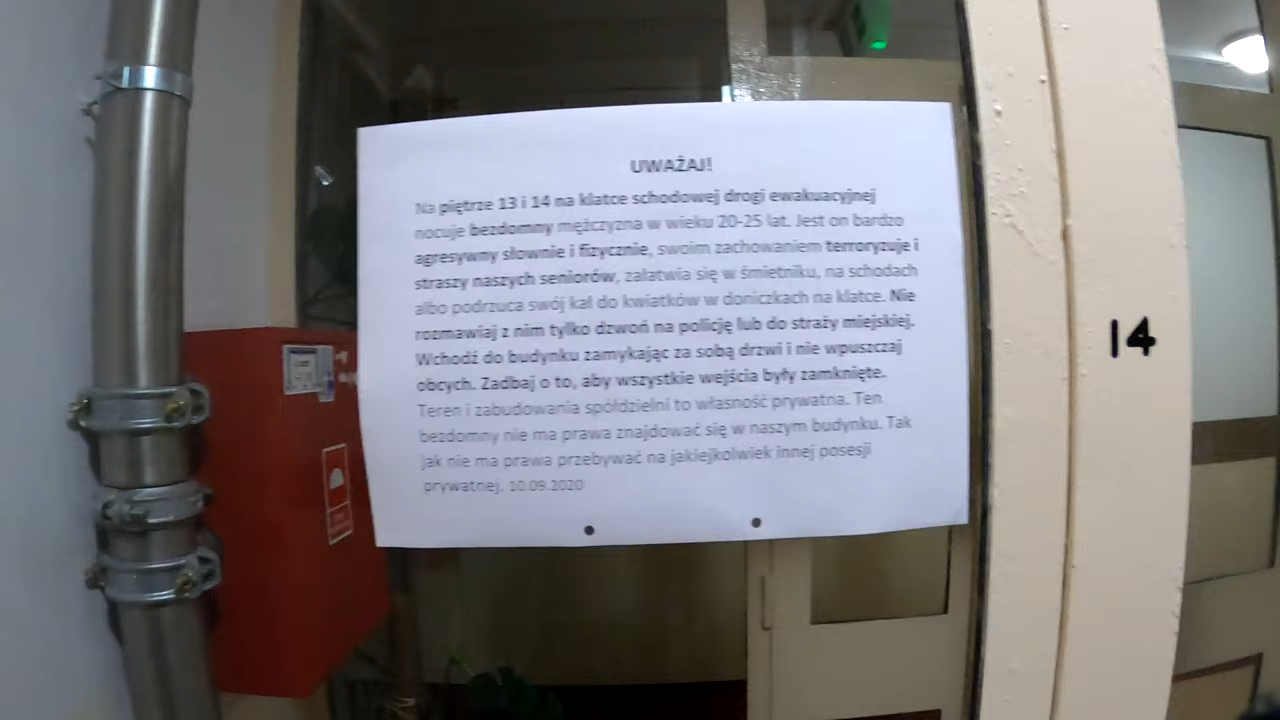 UWAŻAJ!
Na piętrze 13 i 14 na klatce schodowej drogi ewakuacyjnej
nocuje bezdomny mężczyzna w wieku 20-25 lat. Jest on bardzo
agresywny słownie i fizycznie, swoim zachowaniem terroryzuje i
straszy naszych seniorów, załatwia się w śmietniku, na schodach
albo podrzuca swój kał do kwiatków w doniczkach na klatce. Nie
rozmawiaj z nim tylko dzwoń na policję lub do straży miejskiej.
Wchodź do budynku zamykając za sobą drzwi i nie wpuszczaj
obcych. Zadbaj o to, aby wszystkie wejścia były zamknięte.
Teren i zabudowania spółdzielni to własność prywatna. Ten
bezdomny nie ma prawa znajdować się w naszym budynku. Tak
jak nie ma prawa przebywać na jakiejkolwiek innej posesji
prywatnej. 10.09.2020
14